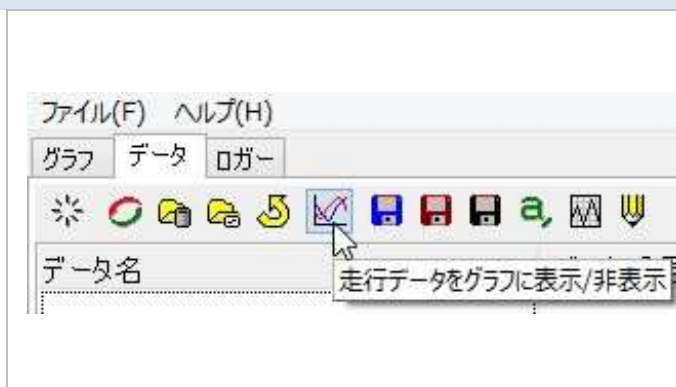 ファイル(F) ヘルプ(H)
グラフ データ ロガー
a,
データ名
走行データをグラフに表示/非表示